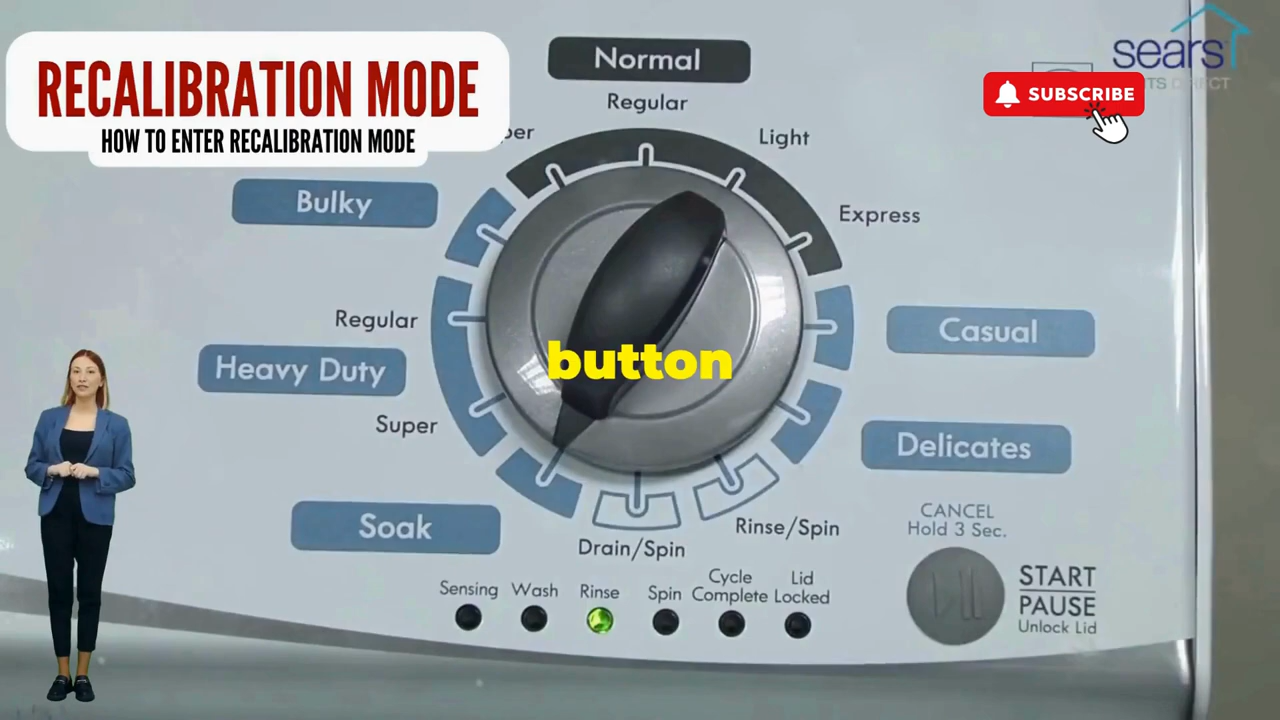 RECALIBRATION MODE
HOW TO ENTER RECALIBRATION MODE
sears
SUBSCRIBE
Normal
Regular
Light
Express
Bulky
Regular
Heavy Duty
Super
Casual
Delicates
button
Soak
Drain/Spin
Rinse/Spin
CANCEL
Hold 3 Sec.
START
PAUSE
Unlock Lid
Sensing
Wash
Rinse
Spin
Cycle
Complete
Lid
Locked